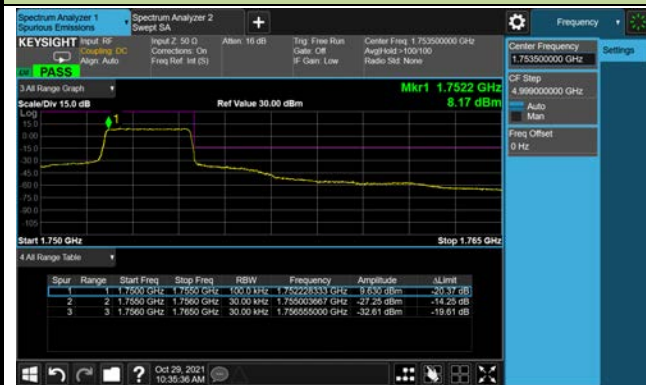 Spectrum Analyzer 1
Spurious Emissions
Spectrum Analyzer 2
Swept SA
+
Frequency
KEYSIGHT
Input: RF
Coupling: DC
Align: Auto
Input Z: 50 Ω
Corrections: On
Freq Ref: Int (S)
Atten: 16 dB
Trig: Free Run
Gate: Off
IF Gain: Low
Center Freq: 1.753500000 GHz
Avg|Hold:>100/100
Radio Std: None
PASS
Center Frequency
1.753500000 GHz
Settings
CF Step
4.999000000 GHz
Auto
Man
Freq Offset
0 Hz
3 All Range Graph
Mkr1 1.7522 GHz
Scale/Div 15.0 dB
Ref Value 30.00 dBm
8.17 dBm
Log
15.0
0.00
-15.0
-30.0
-45.0
-60.0
-75.0
-90.0
-105
1
Start 1.750 GHz
Stop 1.765 GHz
4 All Range Table
Spur Range Start Freq Stop Freq RBW Frequency Amplitude ΔLimit
1 1 1.7500 GHz 1.7550 GHz 100.0 kHz 1.752228333 GHz 9.630 dBm -20.37 dB
2 2 1.7550 GHz 1.7560 GHz 30.00 kHz 1.755003667 GHz -27.25 dBm -14.25 dB
3 3 1.7560 GHz 1.7650 GHz 30.00 kHz 1.756555000 GHz -32.61 dBm -19.61 dB
?
Oct 29, 2021
10:35:36 AM